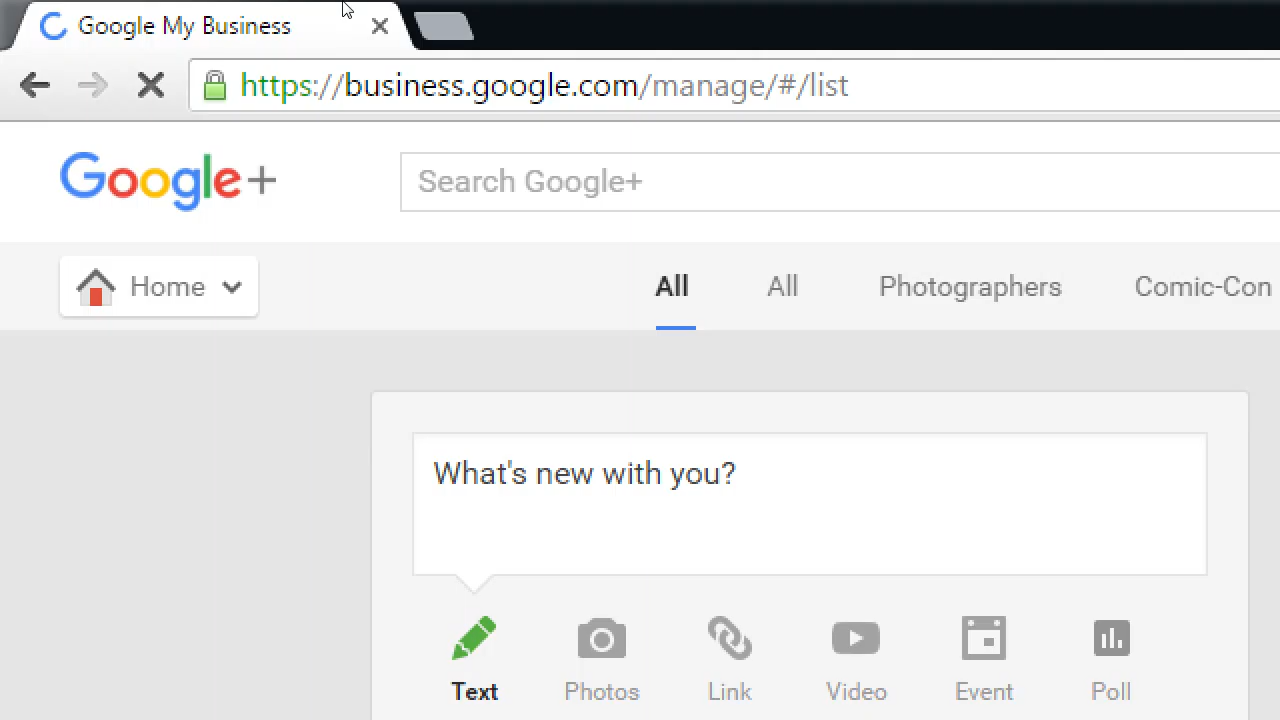 Google My Business
https://business.google.com/manage/#/list
Google+
Search Google+
Home
All All Photographers Comic-Con
What's new with you?
Text Photos Link Video Event Poll